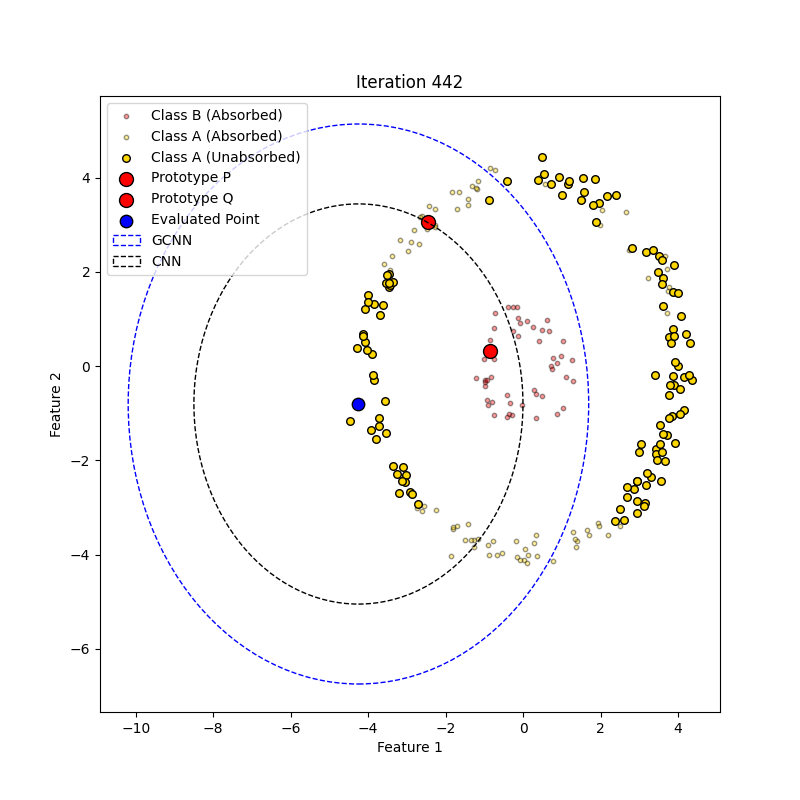 Iteration 442
Class B (Absorbed)
Class A (Absorbed)
Class A (Unabsorbed)
Prototype P
Prototype Q
Evaluated Point
GCNN
CNN
Feature 2
4
2
0
−2
−4
−6
−10
−8
−6
−4
−2
0
2
4
Feature 1